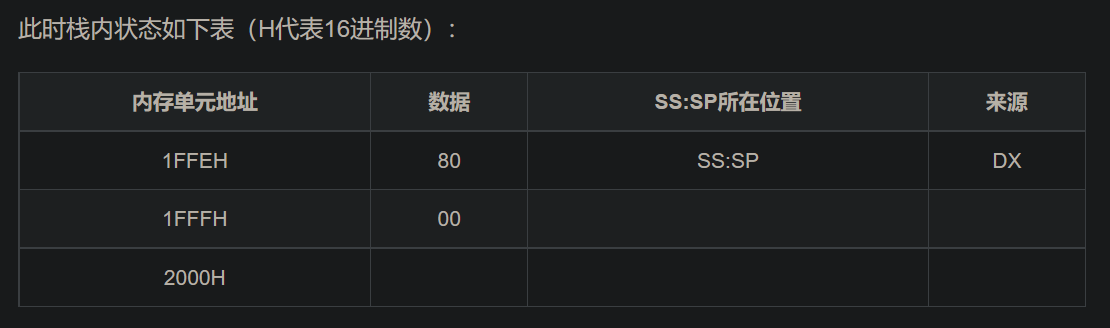 此时栈内状态如下表（H代表16进制数）：
内存单元地址 数据 SS:SP所在位置 来源
1FFEH 80 SS:SP DX
1FFFH 00
2000H